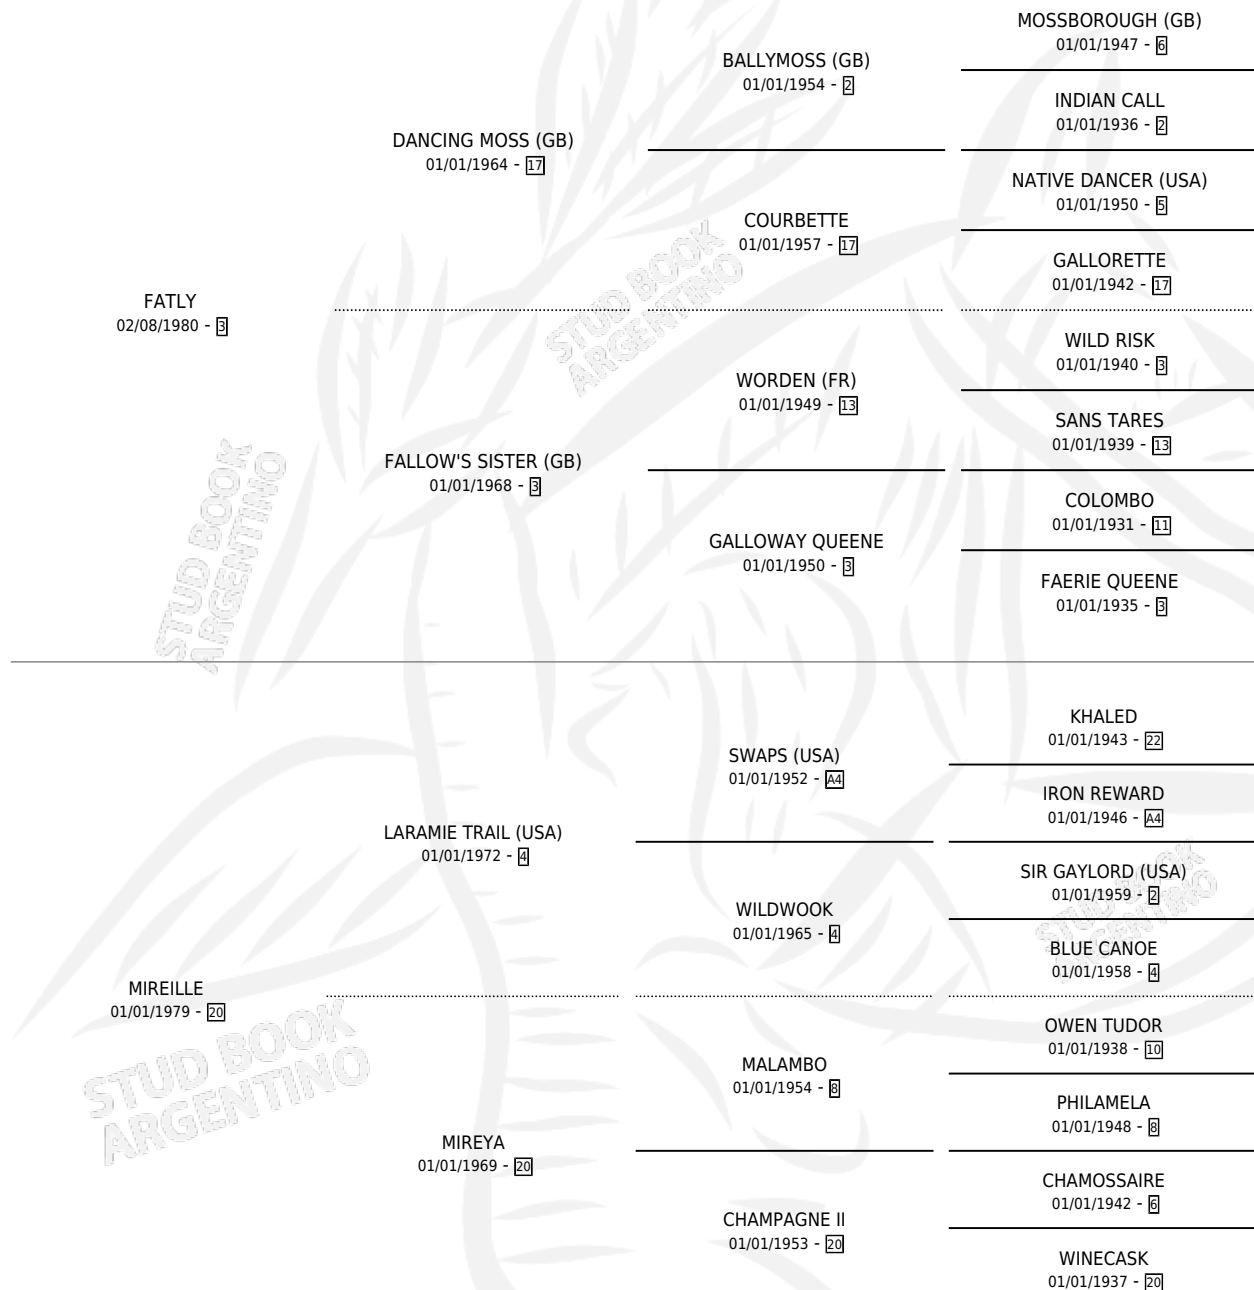 MOSSBOROUGH (GB)
01/01/1947 - 6
BALLYMOSS (GB)
01/01/1954 - 2
INDIAN CALL
01/01/1936 - 2
DANCING MOSS (GB)
01/01/1964 - 17
NATIVE DANCER (USA)
01/01/1950 - 5
COURBETTE
01/01/1957 - 17
GALLORETTE
01/01/1942 - 17
FATLY
02/08/1980 - 3
WILD RISK
01/01/1940 - 3
WORDEN (FR)
01/01/1949 - 13
SANS TARES
01/01/1939 - 13
FALLOW'S SISTER (GB)
01/01/1968 - 3
COLOMBO
01/01/1931 - 11
GALLOWAY QUEENE
01/01/1950 - 3
FAERIE QUEENE
01/01/1935 - 3
STUD BOOK
ARGENTINO
STUD BOOK
ARGENTINO
KHALED
01/01/1943 - 22
SWAPS (USA)
01/01/1952 - A4
IRON REWARD
01/01/1946 - A4
LARAMIE TRAIL (USA)
01/01/1972 - 4
SIR GAYLORD (USA)
01/01/1959 - 2
WILDWOOK
01/01/1965 - 4
BLUE CANOE
01/01/1958 - 4
STUD BOOK
ARGENTINO
MIREILLE
01/01/1979 - 20
OWEN TUDOR
01/01/1938 - 10
MALAMBO
01/01/1954 - 8
PHILAMELA
01/01/1948 - 8
MIREYA
01/01/1969 - 20
CHAMOSSAIRE
01/01/1942 - 6
CHAMPAGNE II
01/01/1953 - 20
WINECASK
01/01/1937 - 20
STUD BOOK
ARGENTINO